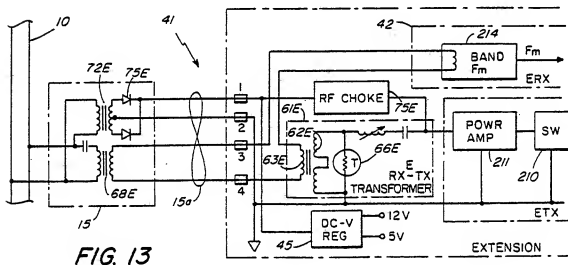 10
72E
75E
41
42
214
BAND
Fm
Fm
ERX
1
2
3
4
RF CHOKE
75E
61E
62E
63E
66E
T
E
RX-TX
TRANSFORMER
POWR
AMP
211
SW
210
ETX
68E
15
15a
DC-V
REG
45
12V
5V
EXTENSION
FIG. 13